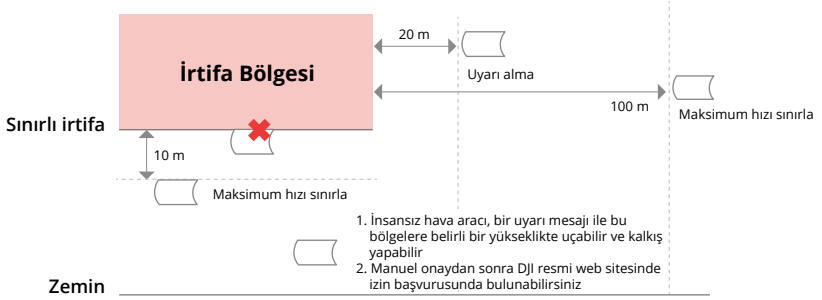 20 m
İrtifa Bölgesi
Uyarı alma
100 m
Maksimum hızı sınırla
Sınırlı irtifa
10 m
Maksimum hızı sınırla
1. İnsansız hava aracı, bir uyarı mesajı ile bu
bölgelere belirli bir yükseklikte uçabilir ve kalkış
yapabilir
2. Manuel onaydan sonra DJI resmi web sitesinde
izin başvurusunda bulunabilirsiniz
Zemin